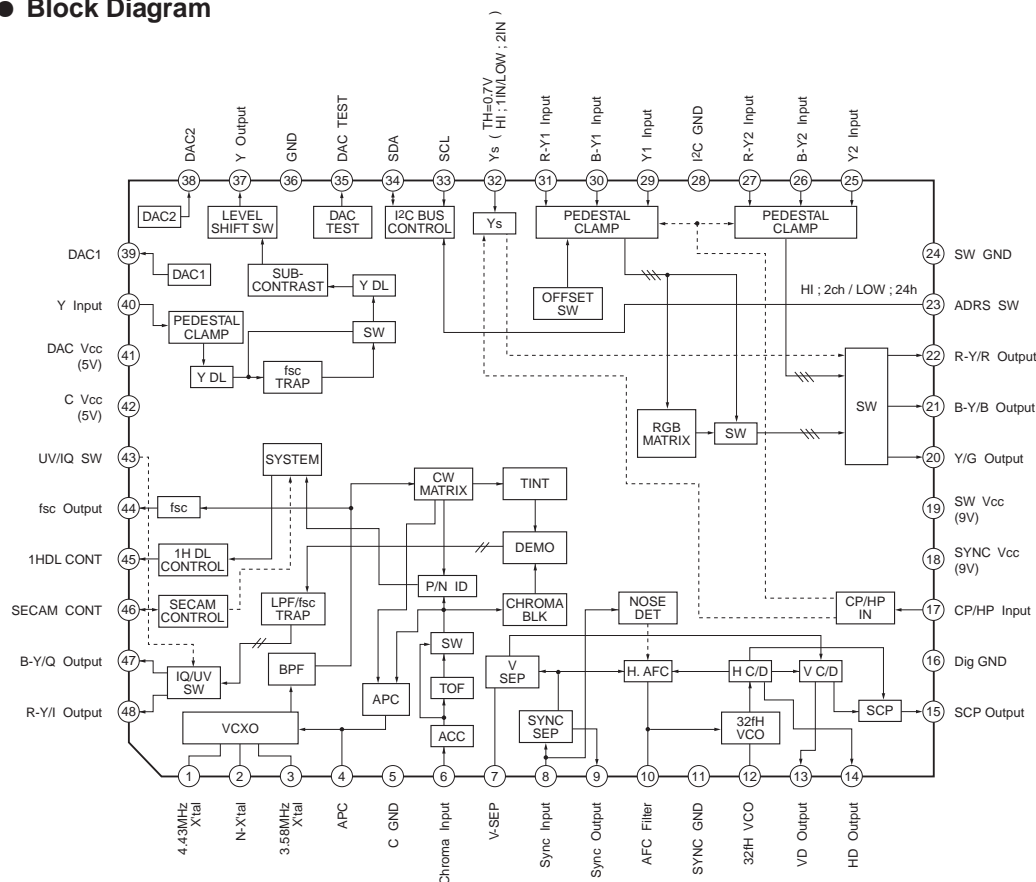 ● Block Diagram
DAC2
Y Output
GND
DAC TEST
SDA
SCL
Ys ( TH=0.7V
HI ; 1IN/LOW ; 2IN )
R-Y1 Input
B-Y1 Input
Y1 Input
I²C GND
R-Y2 Input
B-Y2 Input
Y2 Input
38
37
36
35
34
33
32
31
30
29
28
27
26
25
DAC2
LEVEL
SHIFT SW
DAC
TEST
I²C BUS
CONTROL
Ys
PEDESTAL
CLAMP
PEDESTAL
CLAMP
DAC1
39
DAC1
SUB-
CONTRAST
Y DL
OFFSET
SW
24
SW GND
HI ; 2ch / LOW ; 24h
Y Input
40
PEDESTAL
CLAMP
SW
23
ADRS SW
DAC Vcc
(5V)
41
Y DL
fsc
TRAP
SW
22
R-Y/R Output
C Vcc
(5V)
42
RGB
MATRIX
SW
21
B-Y/B Output
UV/IQ SW
43
SYSTEM
20
Y/G Output
CW
MATRIX
TINT
fsc Output
44
fsc
19
SW Vcc
(9V)
1HDL CONT
45
1H DL
CONTROL
DEMO
18
SYNC Vcc
(9V)
P/N ID
SECAM CONT
46
SECAM
CONTROL
LPF/fsc
TRAP
CHROMA
BLK
NOSE
DET
CP/HP
IN
17
CP/HP Input
SW
B-Y/Q Output
47
IQ/UV
SW
BPF
V
SEP
H. AFC
H C/D
V C/D
16
Dig GND
APC
TOF
R-Y/I Output
48
VCXO
ACC
SYNC
SEP
32fH
VCO
SCP
15
SCP Output
1
2
3
4
5
6
7
8
9
10
11
12
13
14
4.43MHz
X'tal
N-X'tal
3.58MHz
X'tal
APC
C GND
Chroma Input
V-SEP
Sync Input
Sync Output
AFC Filter
SYNC GND
32fH VCO
VD Output
HD Output